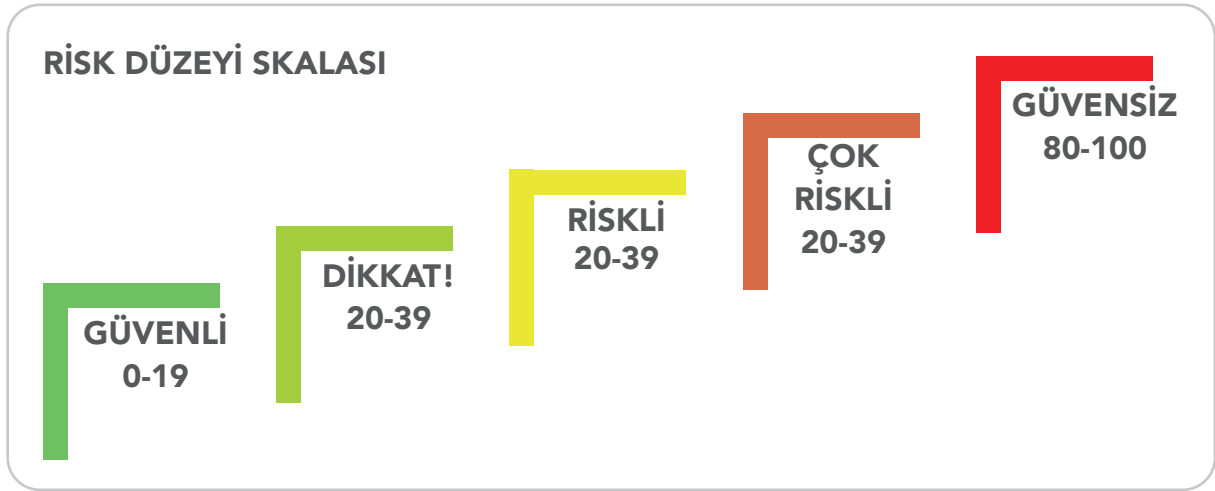 RİSK DÜZEYİ SKALASI
GÜVENLİ
0-19
DİKKAT!
20-39
RİSKLİ
20-39
ÇOK
RİSKLİ
20-39
GÜVENSİZ
80-100